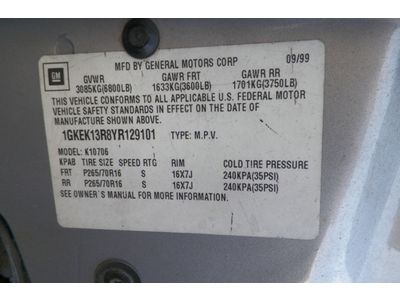 GM
MFD BY GENERAL MOTORS CORP 09/99
GVWR GAWR FRT GAWR RR
3085KG(6800LB) 1633KG(3600LB) 1701KG(3750LB)
THIS VEHICLE CONFORMS TO ALL APPLICABLE U.S. FEDERAL MOTOR
VEHICLE SAFETY STANDARDS IN EFFECT ON THE DATE OF
MANUFACTURE SHOWN ABOVE.
1GKEK13R8YR129101 TYPE: M.P.V.
MODEL: K10706
KPAB TIRE SIZE SPEED RTG RIM COLD TIRE PRESSURE
FRT P265/70R16 S 16X7J 240KPA(35PSI)
RR P265/70R16 S 16X7J 240KPA(35PSI)
SEE OWNER'S MANUAL FOR MORE INFORMATION.